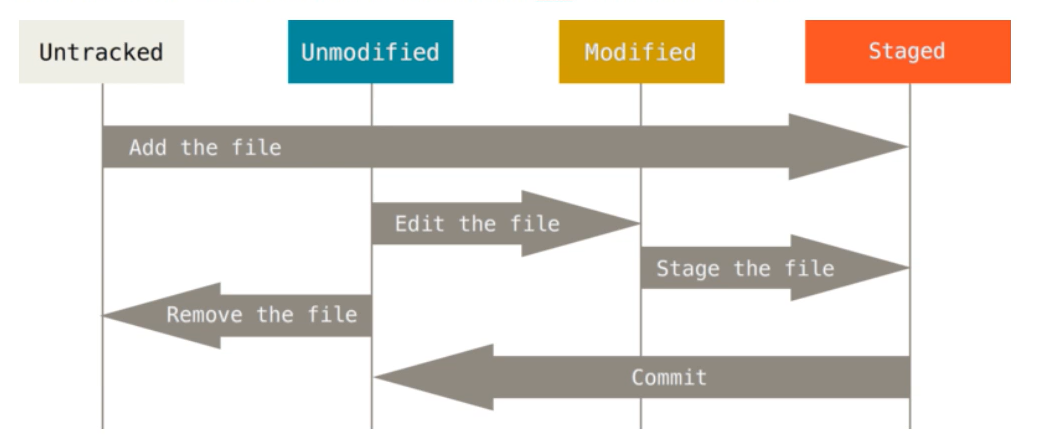 Untracked
Unmodified
Modified
Staged
Add the file
Edit the file
Stage the file
Remove the file
Commit